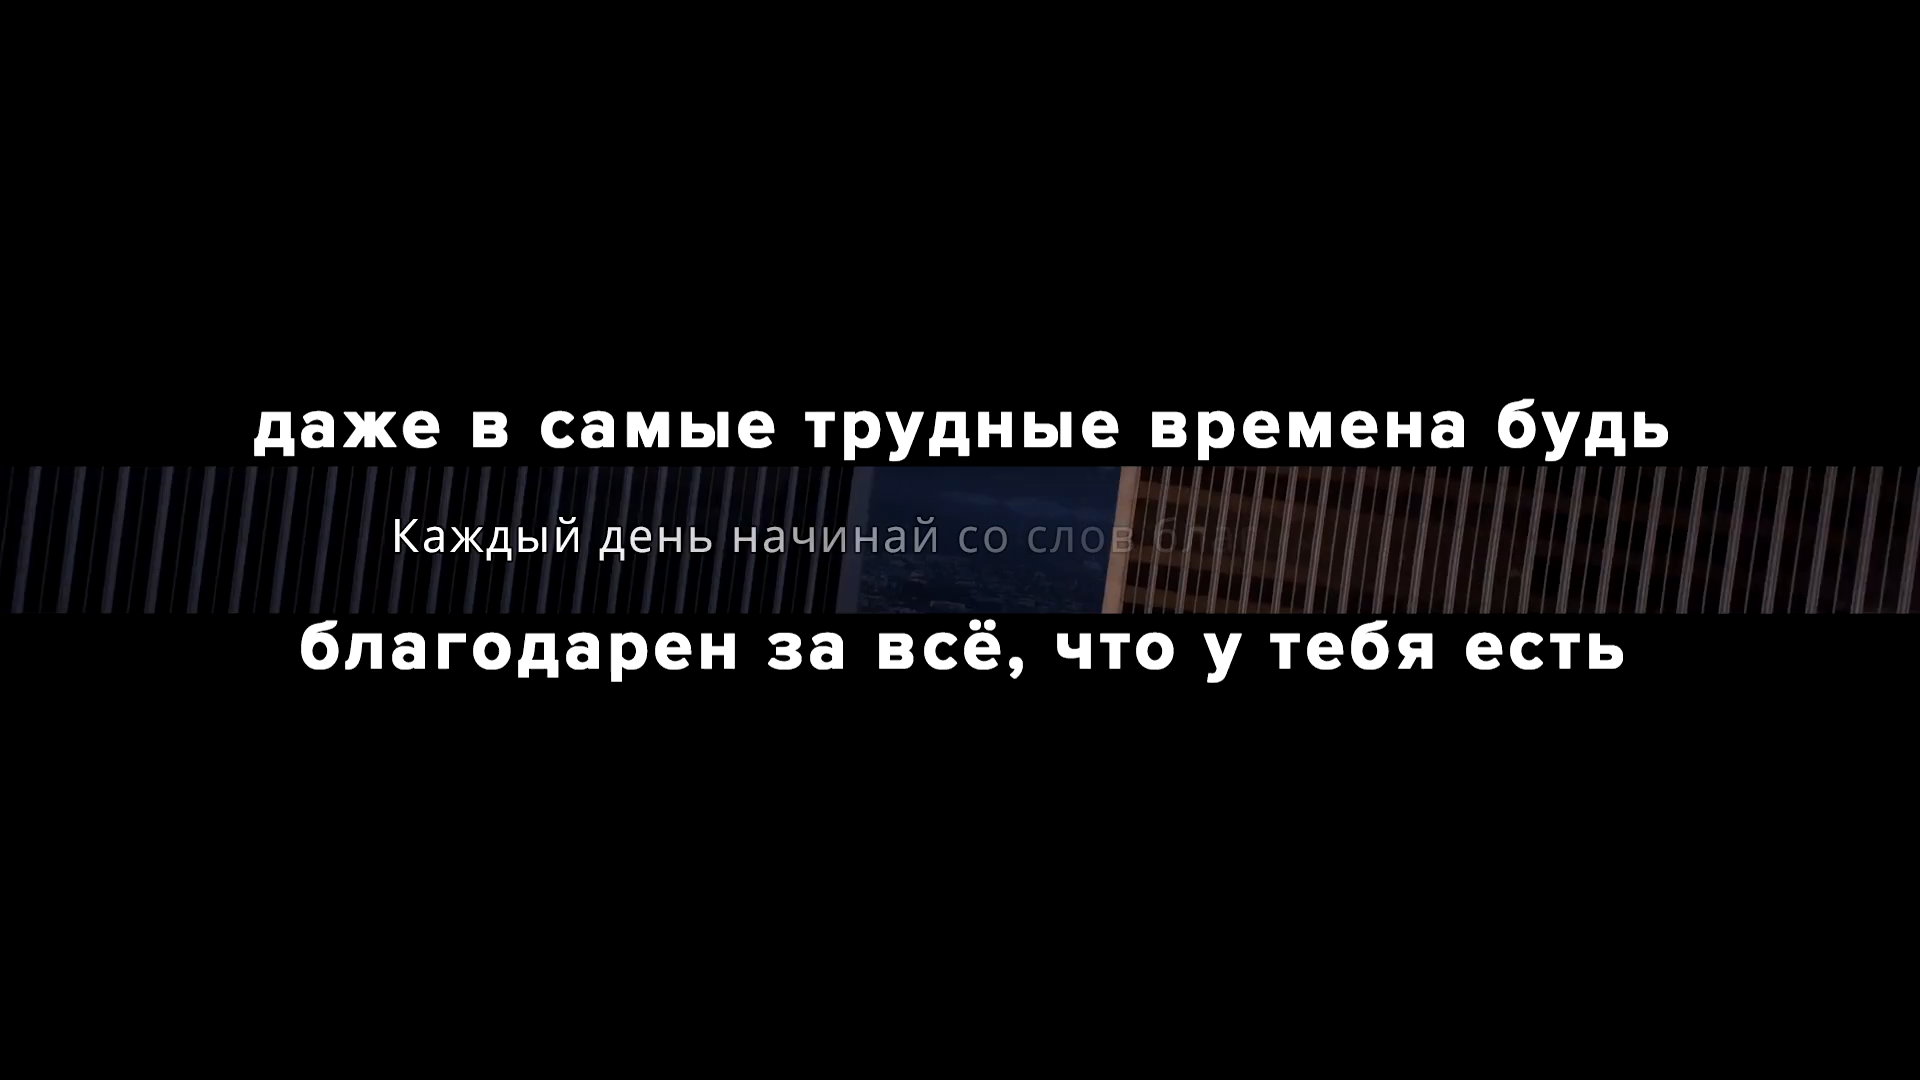 даже в самые трудные времена будь
Каждый день начинай со слов
благодарен за всё, что у тебя есть